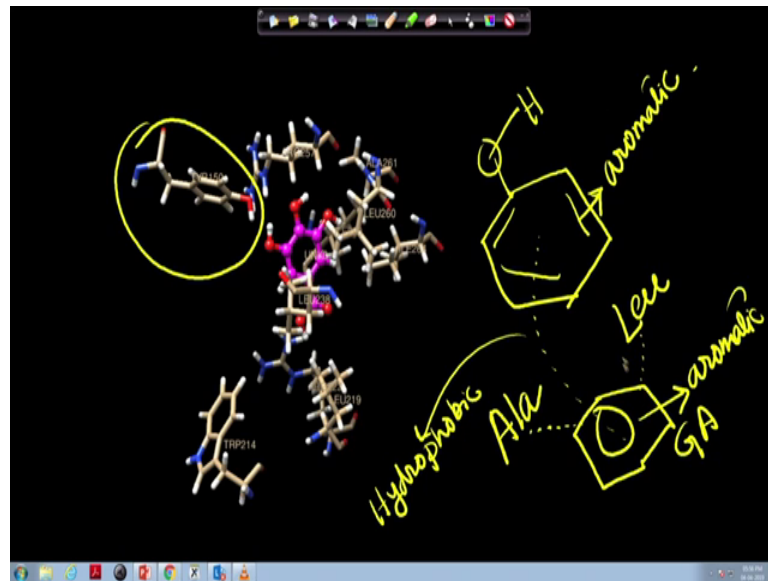 ALA261
LEU260
LEU238
LEU219
TRP214
H
aromatic
Leu
aromatic
GA
Ala
Hydrophobic